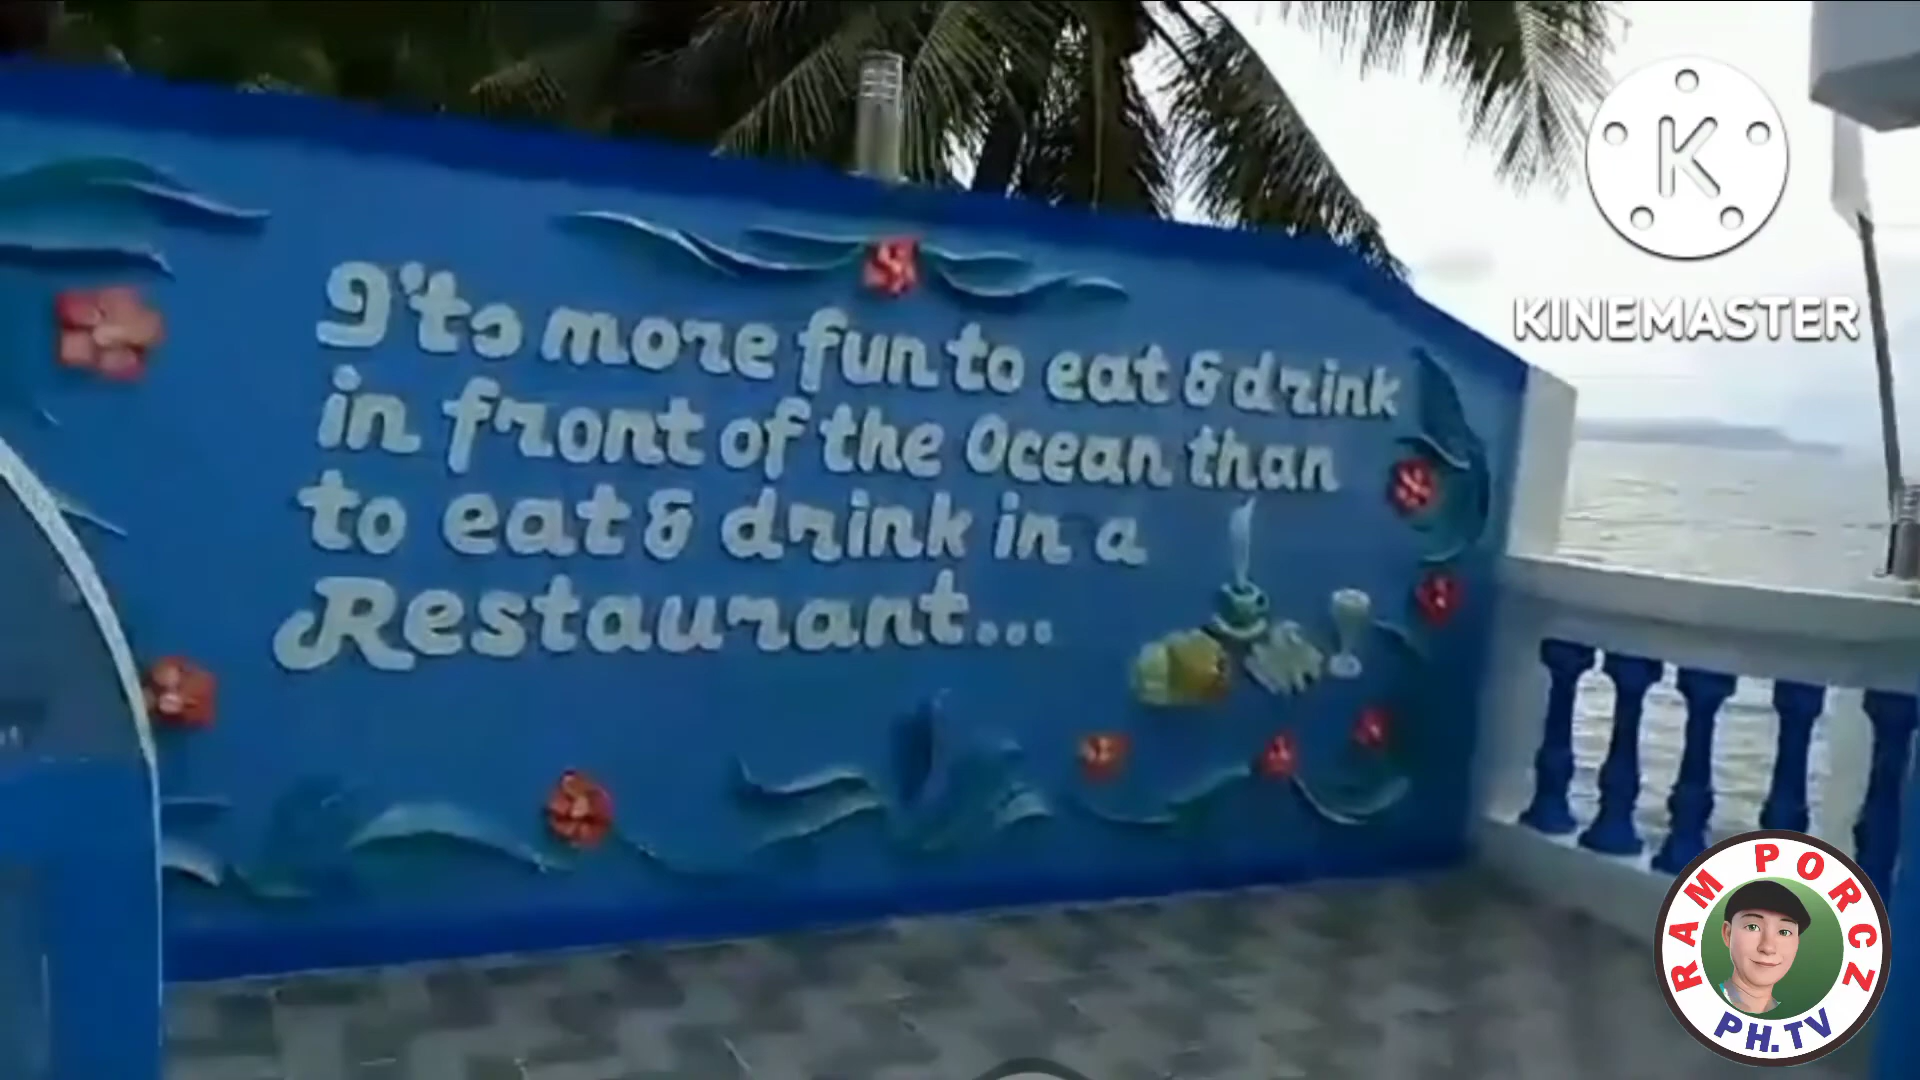 I'ts more fun to eat & drink
in front of the Ocean than
to eat & drink in a
Restaurant...
K
KINEMASTER
RAM PORCZ
PH.TV